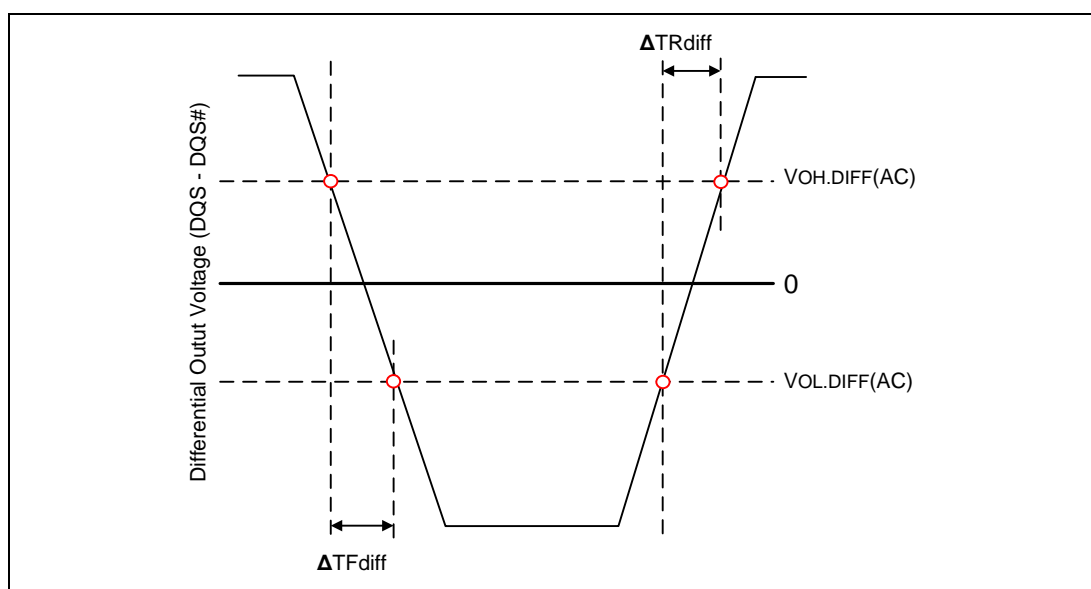 ΔTRdiff
Differential Outut Voltage (DQS - DQS#)
VOH.DIFF(AC)
0
VOL.DIFF(AC)
ΔTFdiff